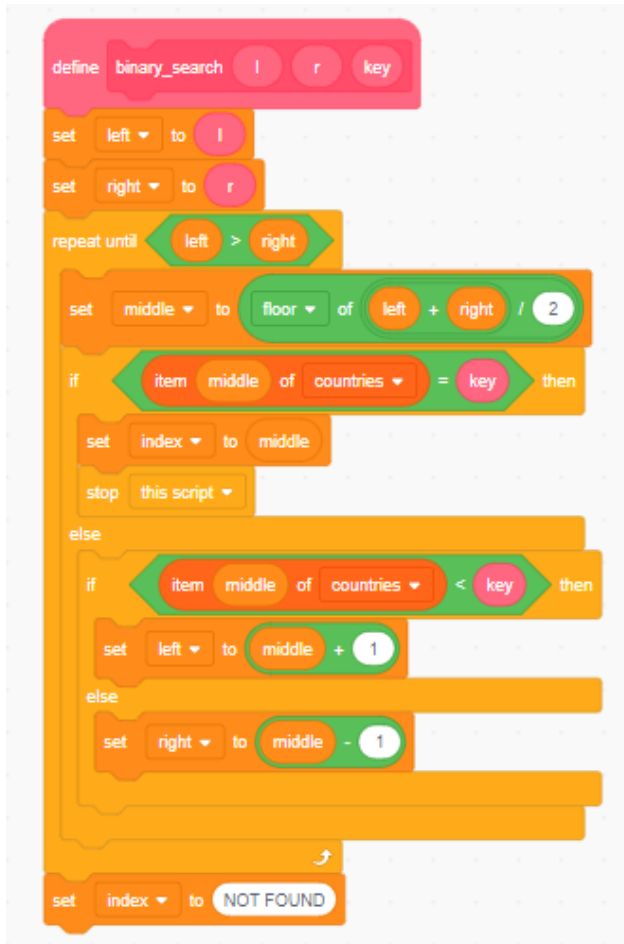 define binary_search l r key
set left to l
set right to r
repeat until left > right
set middle to floor of left + right / 2
if item middle of countries = key then
set index to middle
stop this script
else
if item middle of countries < key then
set left to middle + 1
else
set right to middle - 1
set index to NOT FOUND